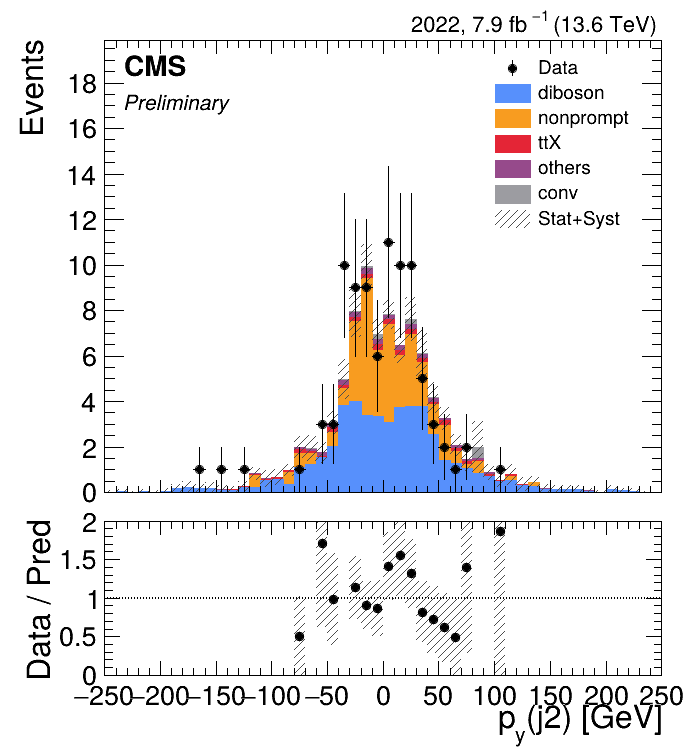 2022, 7.9 fb⁻¹ (13.6 TeV)
CMS
Preliminary
Events
18
16
14
12
10
8
6
4
2
0
Data
diboson
nonprompt
ttX
others
conv
Stat+Syst
Data / Pred
2
1.5
1
0.5
0
−250 −200 −150 −100 −50 0 50 100 150 200 250
p_y(j2) [GeV]